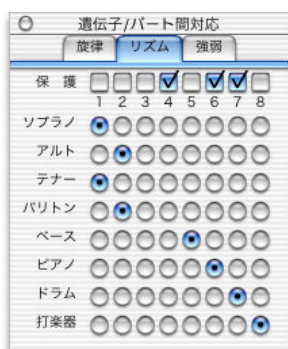 遺伝子/パート間対応
旋律 リズム 強弱
保 護
1 2 3 4 5 6 7 8
ソプラノ
アルト
テナー
バリトン
ベース
ピアノ
ドラム
打楽器